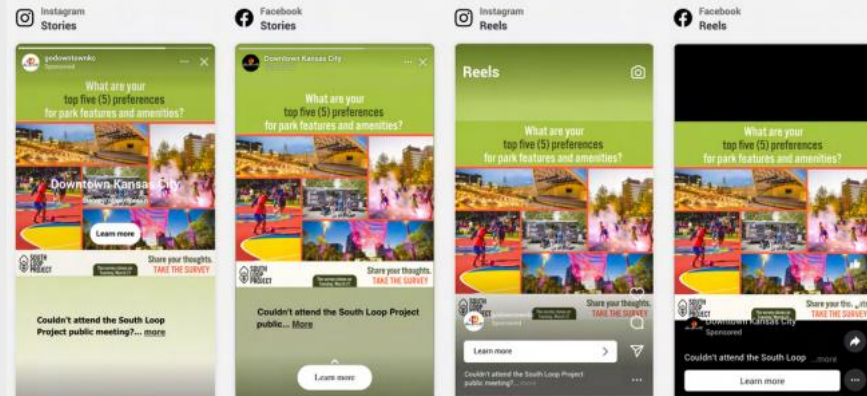 Instagram
Stories
godowntownkc
Sponsored
What are your
top five (5) preferences
for park features and amenities?
Downtown Kansas City
Learn more
SOUTH
LOOP
PROJECT
Share your thoughts.
TAKE THE SURVEY
Couldn't attend the South Loop
Project public meeting?... more
Facebook
Stories
Downtown Kansas City
What are your
top five (5) preferences
for park features and amenities?
SOUTH
LOOP
PROJECT
Share your thoughts.
TAKE THE SURVEY
Couldn't attend the South Loop Project
public... More
Learn more
Instagram
Reels
Reels
What are your
top five (5) preferences
for park features and amenities?
SOUTH
LOOP
PROJECT
Share your thoughts.
TAKE THE SURVEY
Sponsored
Learn more
Couldn't attend the South Loop Project
public meeting?... more
Facebook
Reels
What are your
top five (5) preferences
for park features and amenities?
SOUTH
LOOP
PROJECT
Share your tho..
TAKE THE SURVEY
Downtown Kansas City
Sponsored
Couldn't attend the South Loop ...more
Learn more